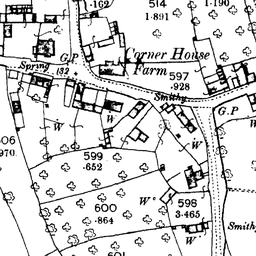 .162
514
1.891
1.190
G.P
Corner House
Farm
Spring
132
597
.928
Smithy
G.P
W
W
W
606
.970
599
.652
W
600
.864
598
3.465
Smithy
W
601